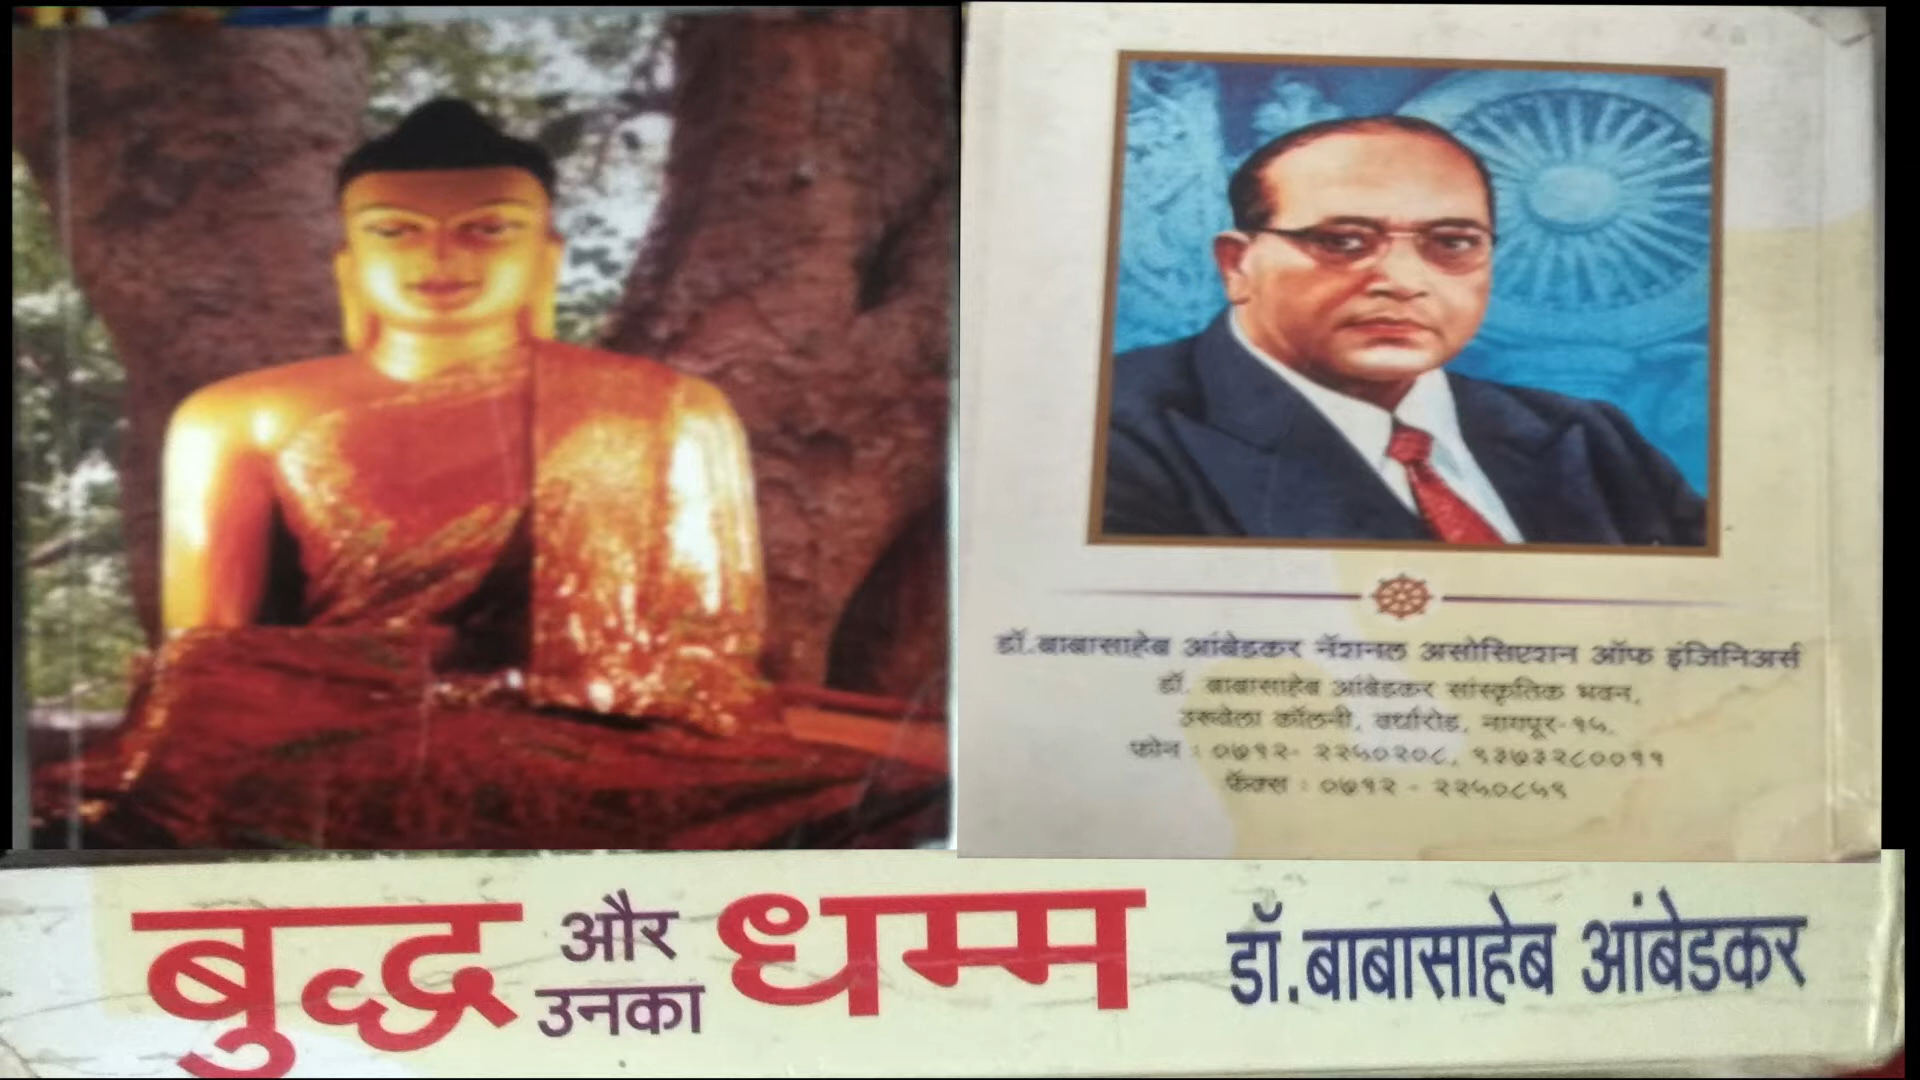 डॉ.बाबासाहेब आंबेडकर नॅशनल असोसिएशन ऑफ इंजिनिअर्स
डॉ. बाबासाहेब आंबेडकर सांस्कृतिक भवन,
उरूवेला कॉलनी, वर्धारोड, नागपूर-१५.
फोन : ०७१२- २२५०२०८, ९३७३२८००११
फॅक्स : ०७१२ - २२५०८५९
बुद्ध और उनका धम्म डॉ.बाबासाहेब आंबेडकर